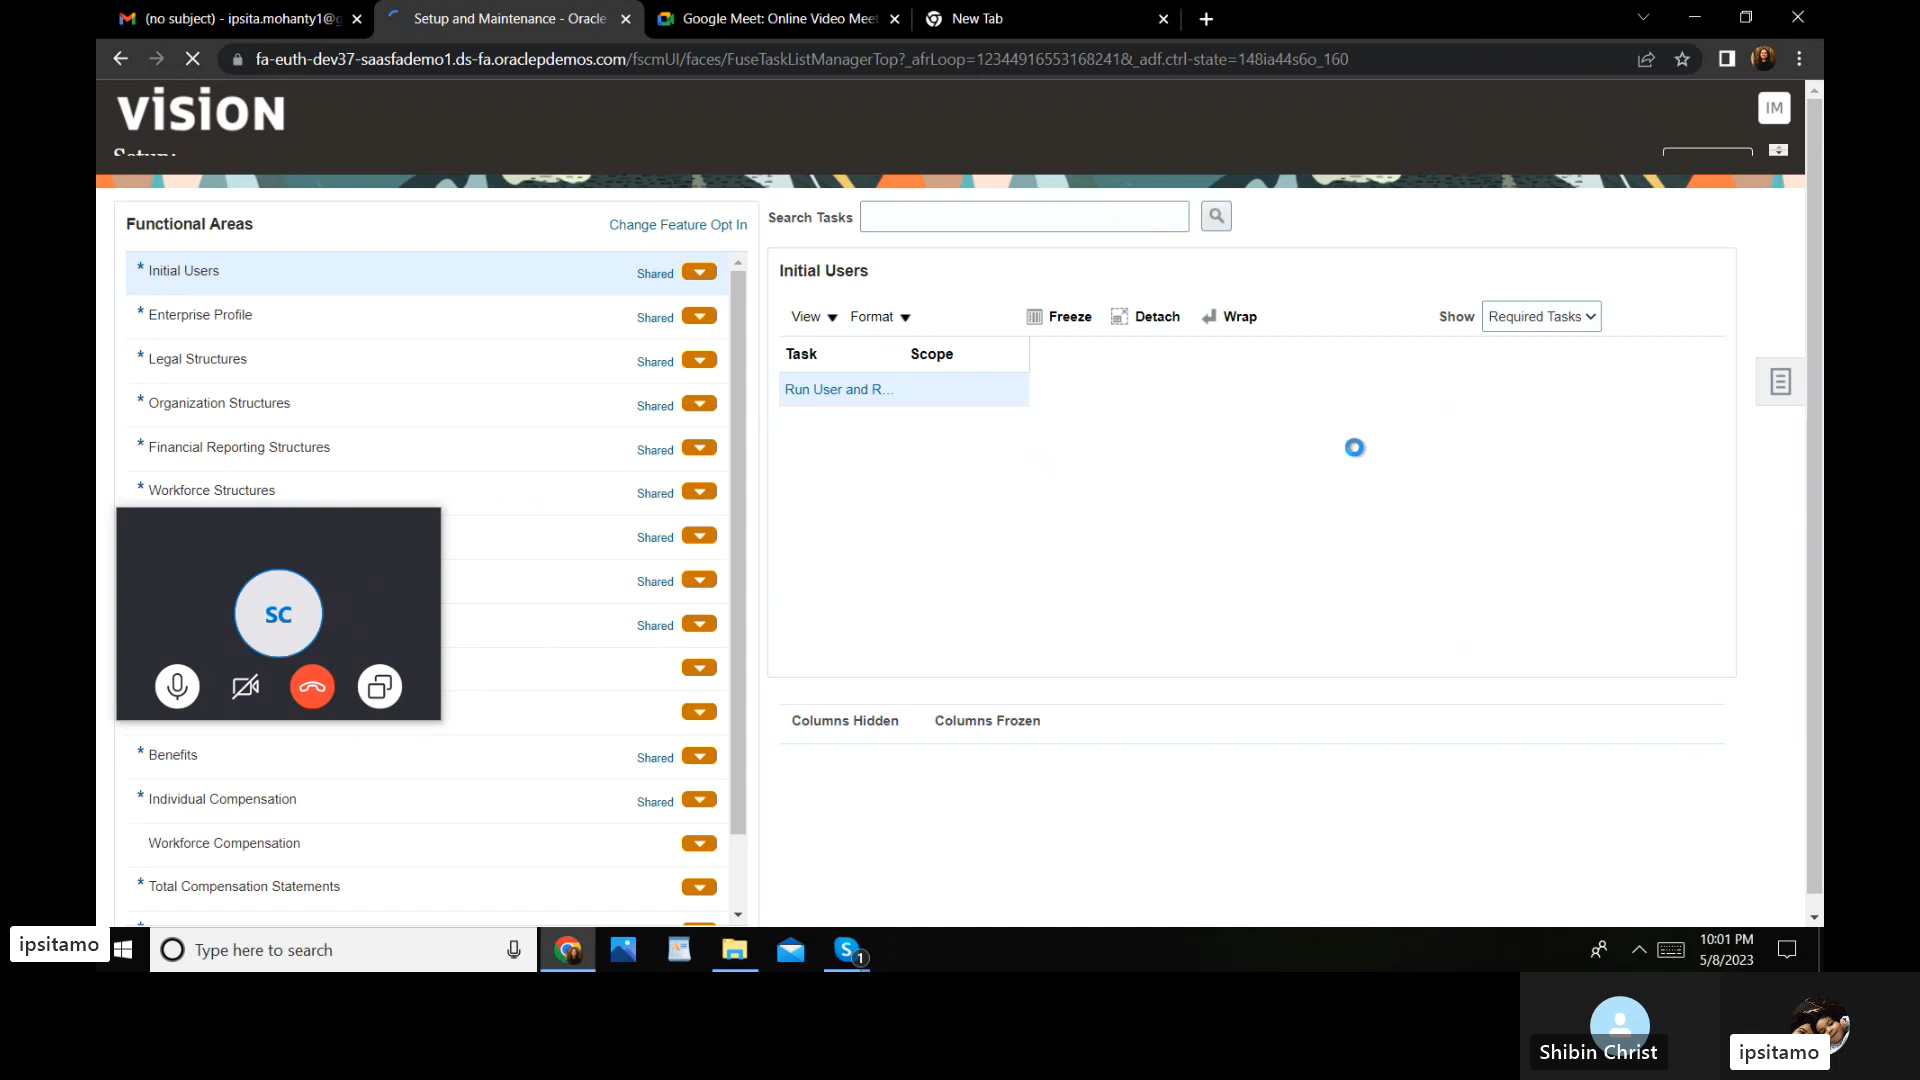 (no subject) - ipsita.mohanty1@g
Setup and Maintenance - Oracle
Google Meet: Online Video Meet
New Tab
fa-euth-dev37-saasfademo1.ds-fa.oraclepdemos.com/fscmUI/faces/FuseTaskListManagerTop?_afrLoop=12344916553168241&_adf.ctrl-state=148ia44s6o_160
VISION
IM
Setup:
Functional Areas
Change Feature Opt In
Search Tasks
* Initial Users Shared
* Enterprise Profile Shared
* Legal Structures Shared
* Organization Structures Shared
* Financial Reporting Structures Shared
* Workforce Structures Shared
Shared
Shared
Shared
* Benefits Shared
* Individual Compensation Shared
Workforce Compensation
* Total Compensation Statements
Initial Users
View Format Freeze Detach Wrap Show Required Tasks
Task Scope
Run User and R...
Columns Hidden Columns Frozen
SC
ipsitamo
Type here to search
1
10:01 PM
5/8/2023
Shibin Christ
ipsitamo